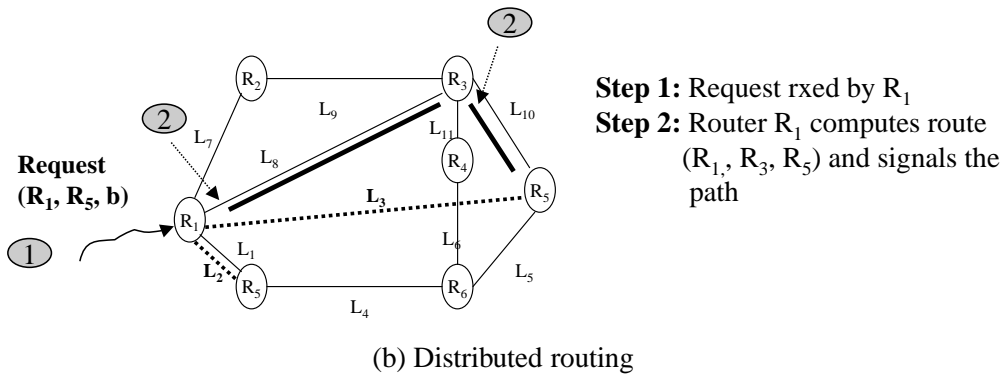 2
R2
R3
Step 1: Request rxed by R1
L9
L10
Step 2: Router R1 computes route
2
L7
L11
(R1, R3, R5) and signals the
L8
R4
path
Request
(R1, R5, b)
L3
R5
R1
1
L1
L6
L2
L5
R5
R6
L4
(b) Distributed routing